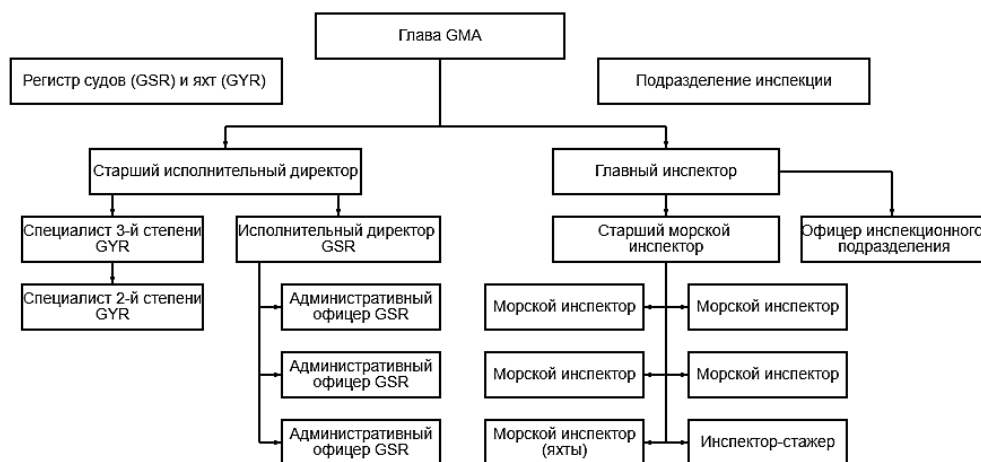 Глава GMA
Регистр судов (GSR) и яхт (GYR)
Подразделение инспекции
Старший исполнительный директор
Главный инспектор
Специалист 3-й степени
GYR
Исполнительный директор
GSR
Старший морской
инспектор
Офицер инспекционного
подразделения
Специалист 2-й степени
GYR
Административный
офицер GSR
Морской инспектор
Морской инспектор
Административный
офицер GSR
Морской инспектор
Морской инспектор
Административный
офицер GSR
Морской инспектор
(яхты)
Инспектор-стажер